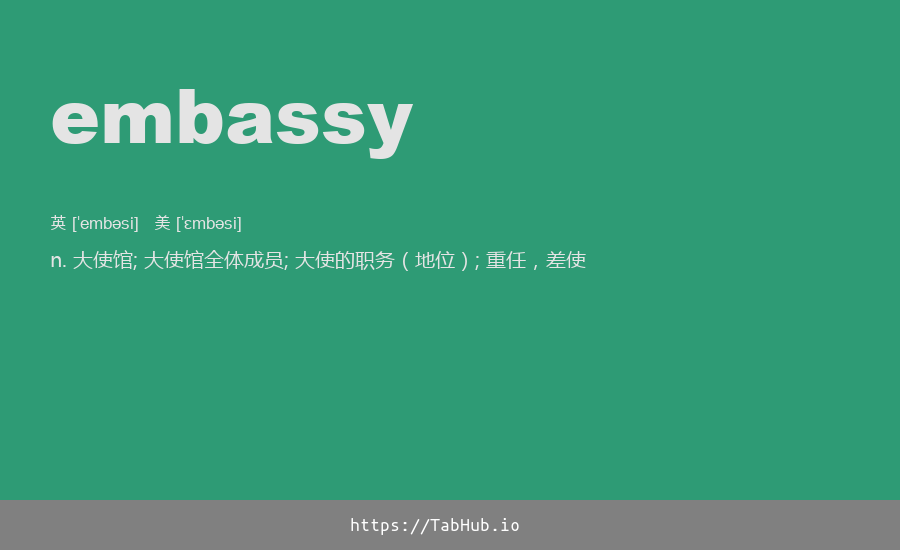 embassy
英 [ˈembəsi] 美 [ˈɛmbəsi]
n. 大使馆; 大使馆全体成员; 大使的职务（地位）; 重任，差使
https://TabHub.io